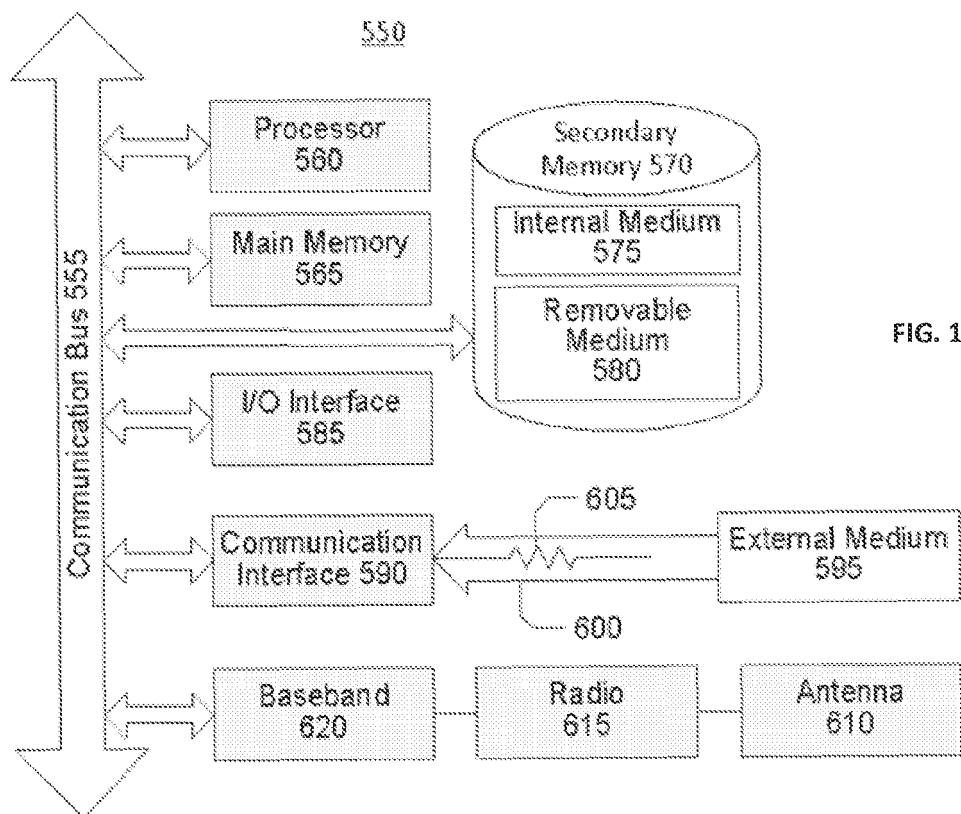 550
Processor
560
Secondary
Memory 570
Internal Medium
575
Main Memory
565
Removable
Medium
580
FIG. 1
Communication Bus 555
I/O Interface
585
605
Communication
Interface 590
External Medium
595
600
Baseband
620
Radio
615
Antenna
610